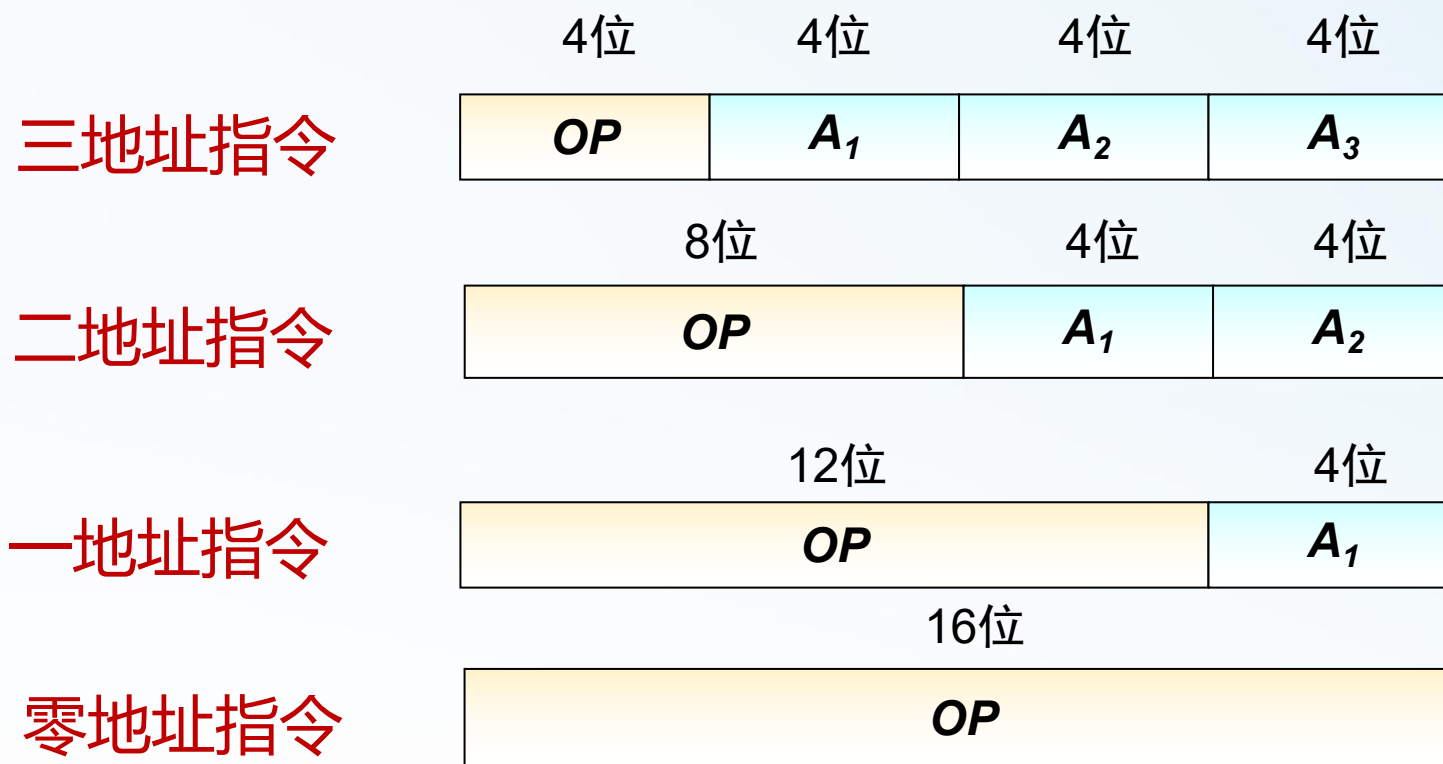 4位 4位 4位 4位
三地址指令 OP A₁ A₂ A₃
8位 4位 4位
二地址指令 OP A₁ A₂
12位 4位
一地址指令 OP A₁
16位
零地址指令 OP